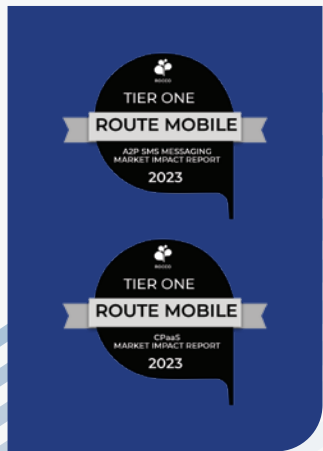 ROCCO
TIER ONE
ROUTE MOBILE
A2P SMS MESSAGING
MARKET IMPACT REPORT
2023
ROCCO
TIER ONE
ROUTE MOBILE
CPaaS
MARKET IMPACT REPORT
2023